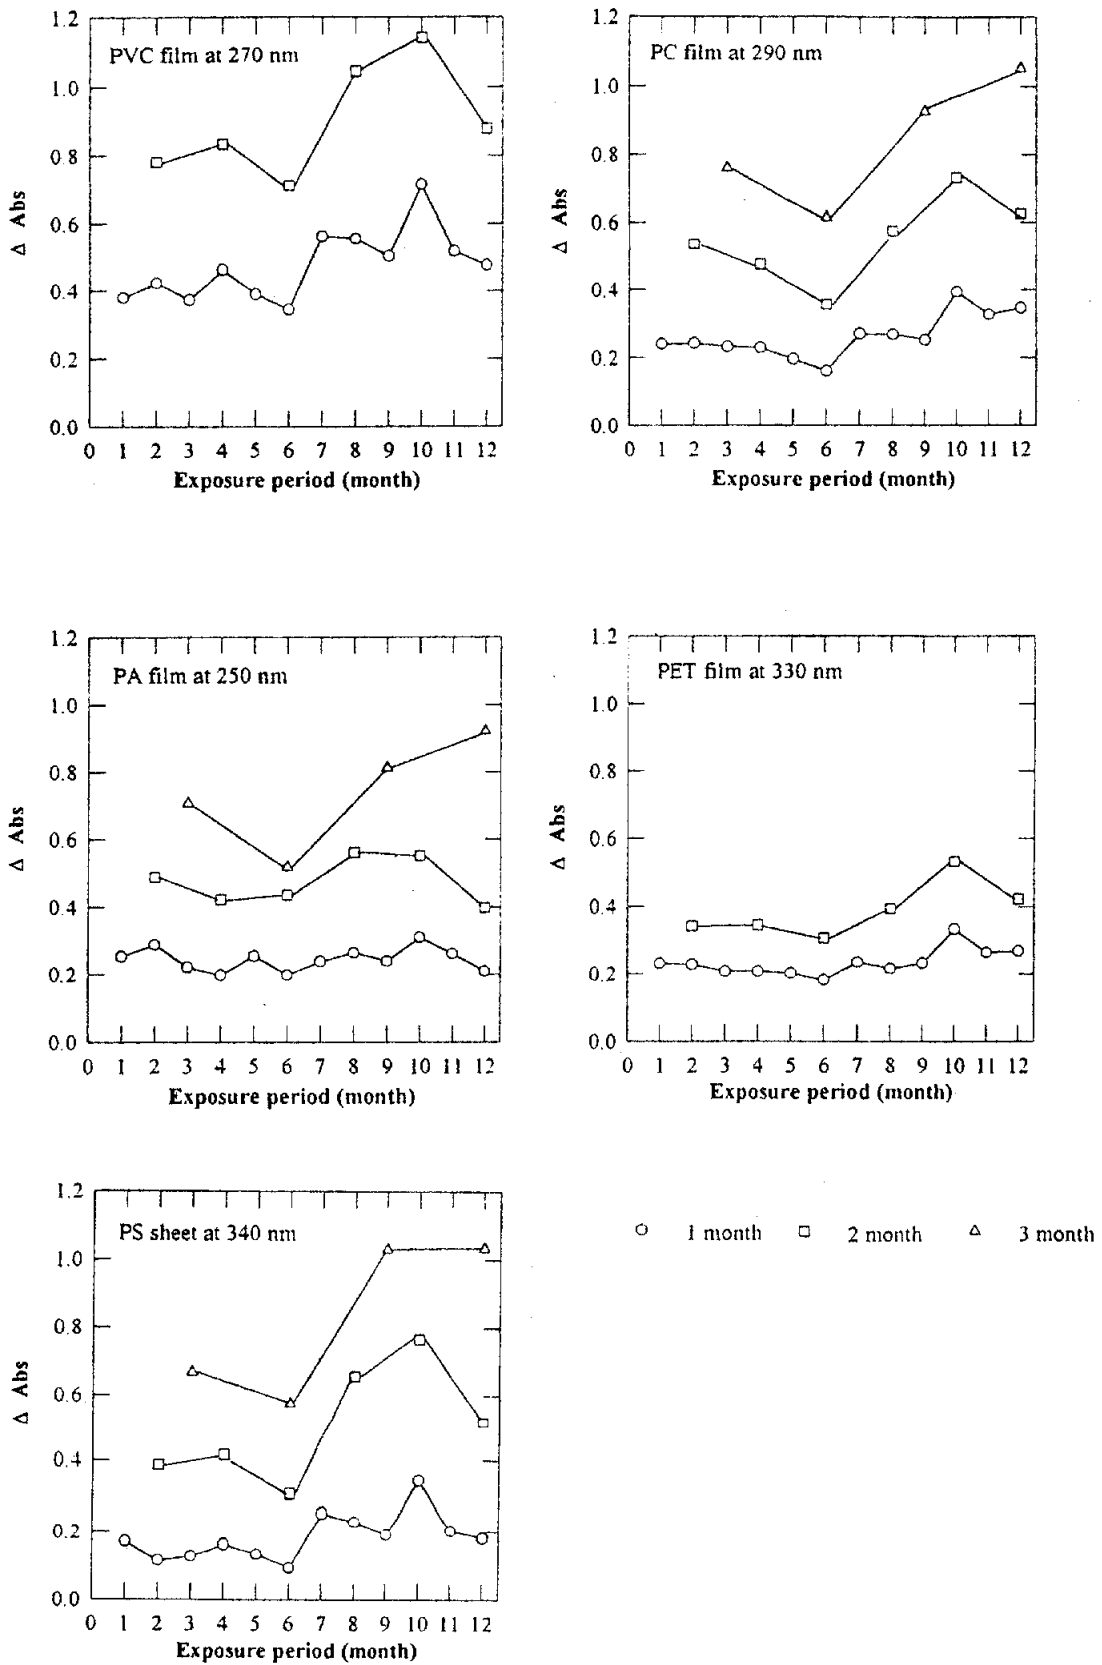 PVC film at 270 nm
1.2
1.0
0.8
0.6
0.4
0.2
0.0
Δ Abs
0 1 2 3 4 5 6 7 8 9 10 11 12
Exposure period (month)
PC film at 290 nm
1.2
1.0
0.8
0.6
0.4
0.2
0.0
Δ Abs
0 1 2 3 4 5 6 7 8 9 10 11 12
Exposure period (month)
PA film at 250 nm
1.2
1.0
0.8
0.6
0.4
0.2
0.0
Δ Abs
0 1 2 3 4 5 6 7 8 9 10 11 12
Exposure period (month)
PET film at 330 nm
1.2
1.0
0.8
0.6
0.4
0.2
0.0
Δ Abs
0 1 2 3 4 5 6 7 8 9 10 11 12
Exposure period (month)
PS sheet at 340 nm
1.2
1.0
0.8
0.6
0.4
0.2
0.0
Δ Abs
0 1 2 3 4 5 6 7 8 9 10 11 12
Exposure period (month)
1 month 2 month 3 month